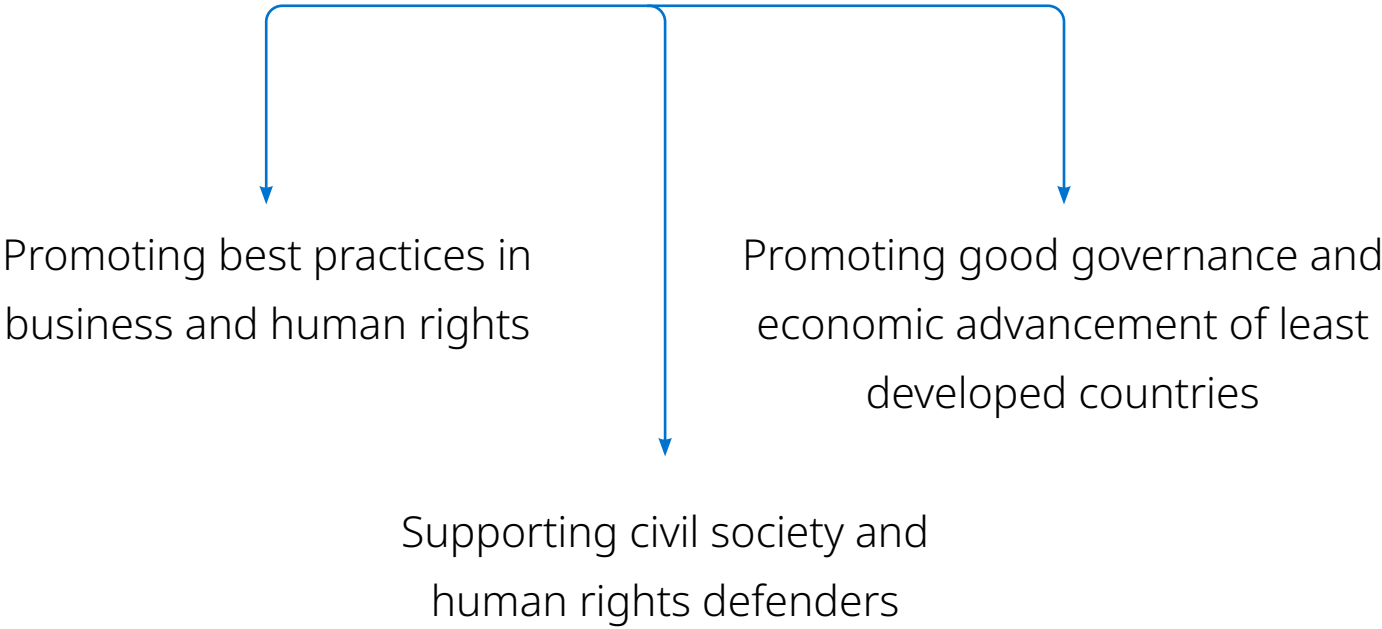 Promoting best practices in
business and human rights
Promoting good governance and
economic advancement of least
developed countries
Supporting civil society and
human rights defenders